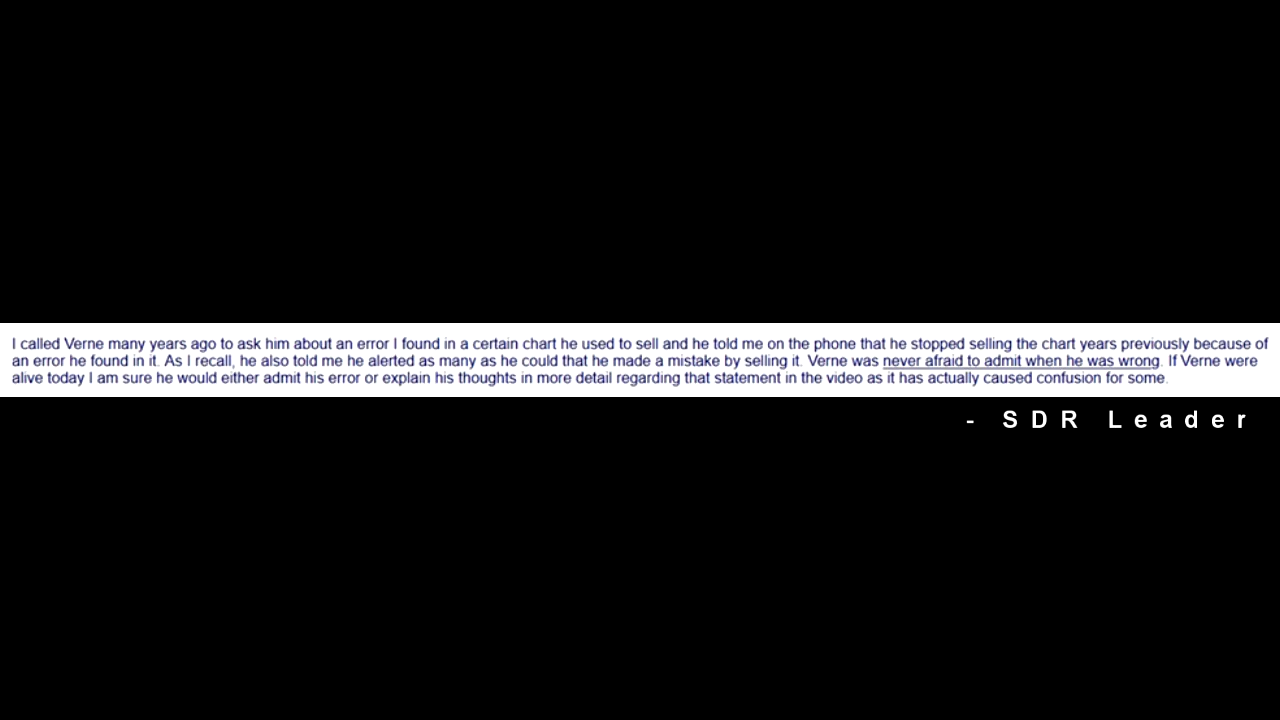 I called Verne many years ago to ask him about an error I found in a certain chart he used to sell and he told me on the phone that he stopped selling the chart years previously because of
an error he found in it. As I recall, he also told me he alerted as many as he could that he made a mistake by selling it. Verne was never afraid to admit when he was wrong. If Verne were
alive today I am sure he would either admit his error or explain his thoughts in more detail regarding that statement in the video as it has actually caused confusion for some.
- SDR Leader